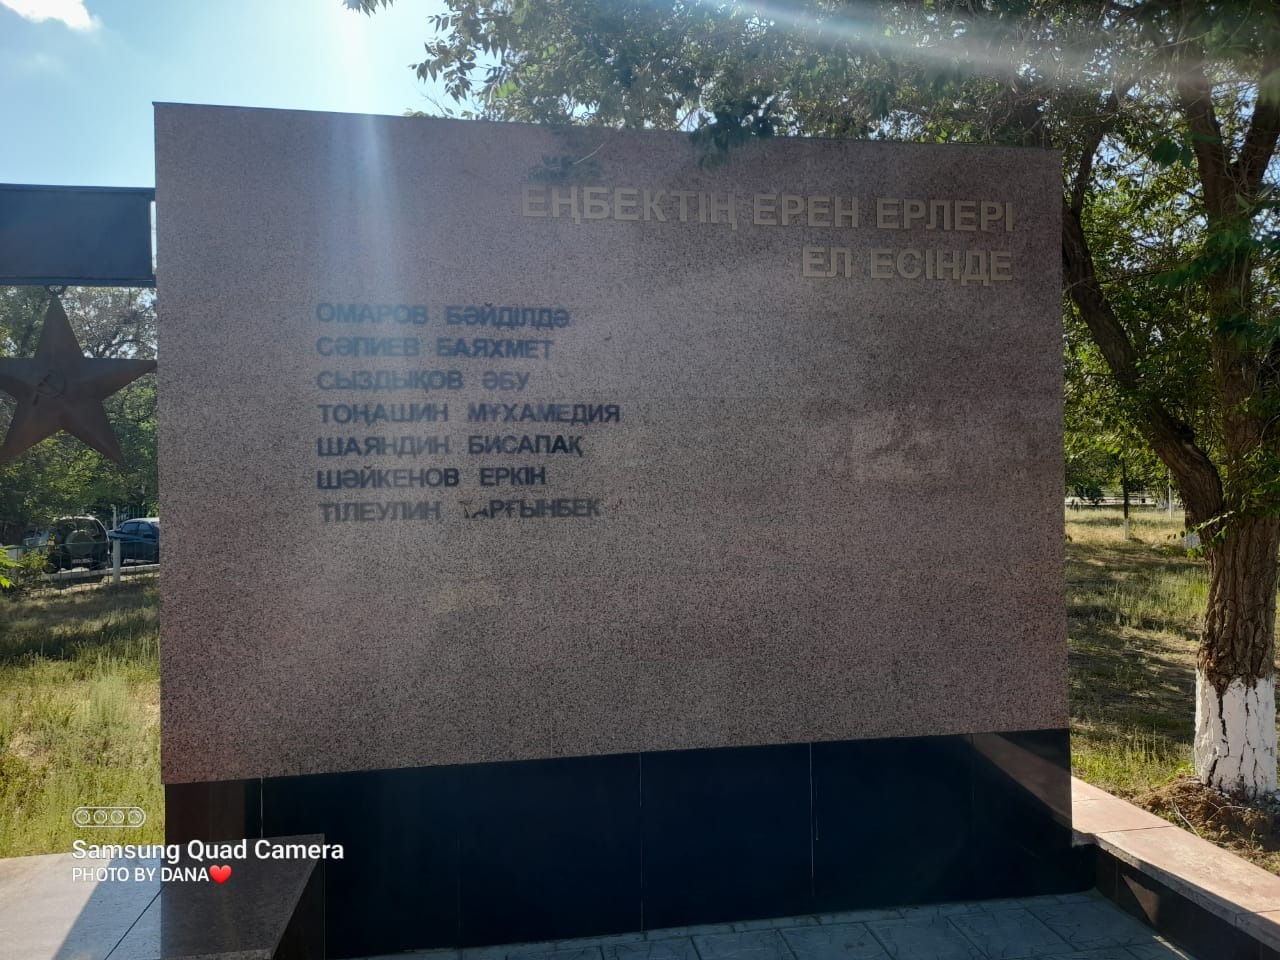 ЕҢБЕКТІҢ ЕРЕН ЕРЛЕРІ
ЕЛ ЕСІНДЕ
ОМАРОВ БӘЙДІЛДӘ
СӘПИЕВ БАЯХМЕТ
СЫЗДЫҚОВ ӘБУ
ТОҢАШИН МҰХАМЕДИЯ
ШАЯНДИН БИСАПАҚ
ШӘЙКЕНОВ ЕРКІН
ТІЛЕУЛИН ТАРҒЫНБЕК
Samsung Quad Camera
PHOTO BY DANA❤️